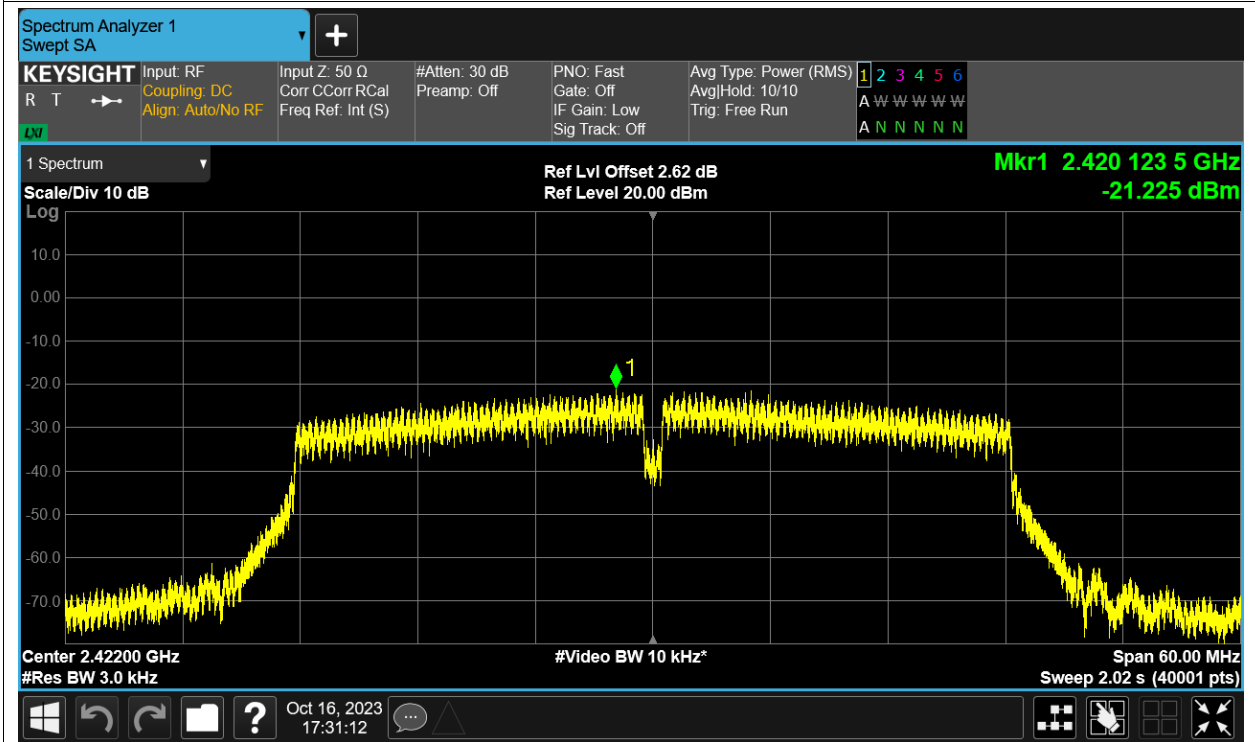 Spectrum Analyzer 1
Swept SA
KEYSIGHT
R T
LXI
Input: RF
Coupling: DC
Align: Auto/No RF
Input Z: 50 Ω
Corr CCorr RCal
Freq Ref: Int (S)
#Atten: 30 dB
Preamp: Off
PNO: Fast
Gate: Off
IF Gain: Low
Sig Track: Off
Avg Type: Power (RMS)
Avg|Hold: 10/10
Trig: Free Run
1 2 3 4 5 6
A W W W W W
A N N N N N
1 Spectrum
Scale/Div 10 dB
Log
Ref Lvl Offset 2.62 dB
Ref Level 20.00 dBm
Mkr1 2.420 123 5 GHz
-21.225 dBm
10.0
0.00
-10.0
1
-20.0
-30.0
-40.0
-50.0
-60.0
-70.0
Center 2.42200 GHz
#Res BW 3.0 kHz
#Video BW 10 kHz*
Span 60.00 MHz
Sweep 2.02 s (40001 pts)
?
Oct 16, 2023
17:31:12